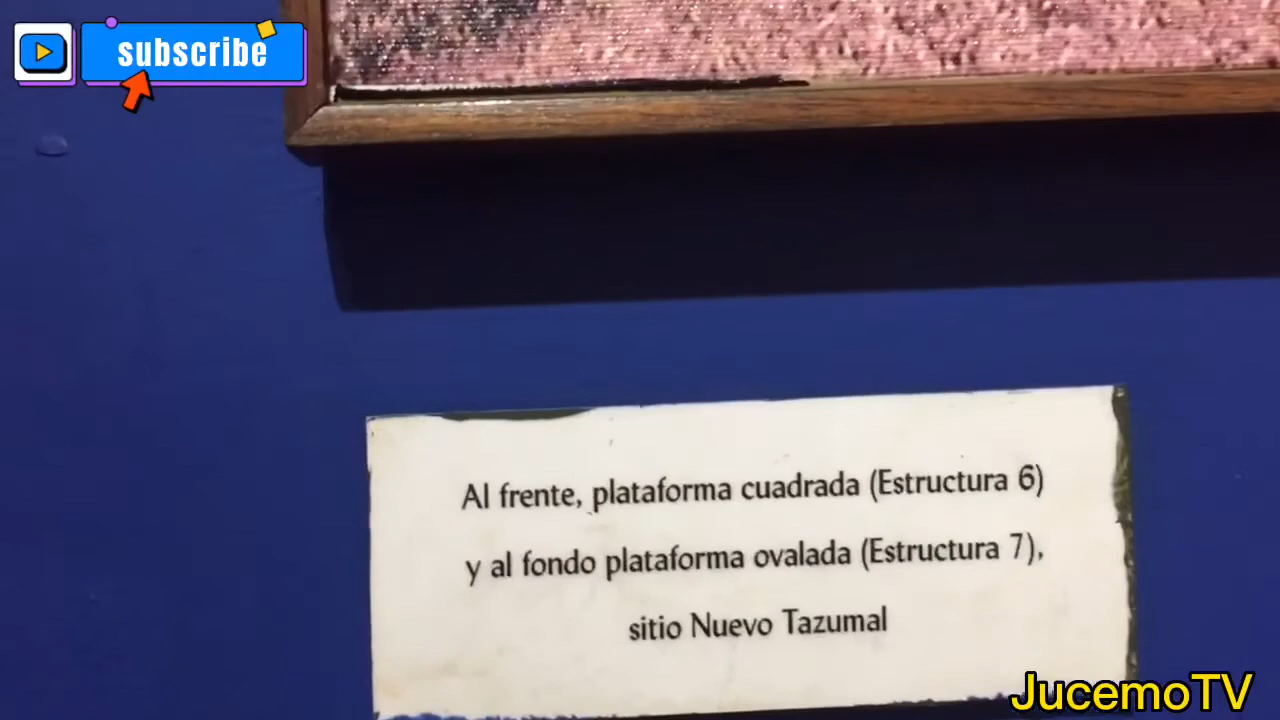 subscribe
Al frente, plataforma cuadrada (Estructura 6)
y al fondo plataforma ovalada (Estructura 7),
sitio Nuevo Tazumal
JucemoTV